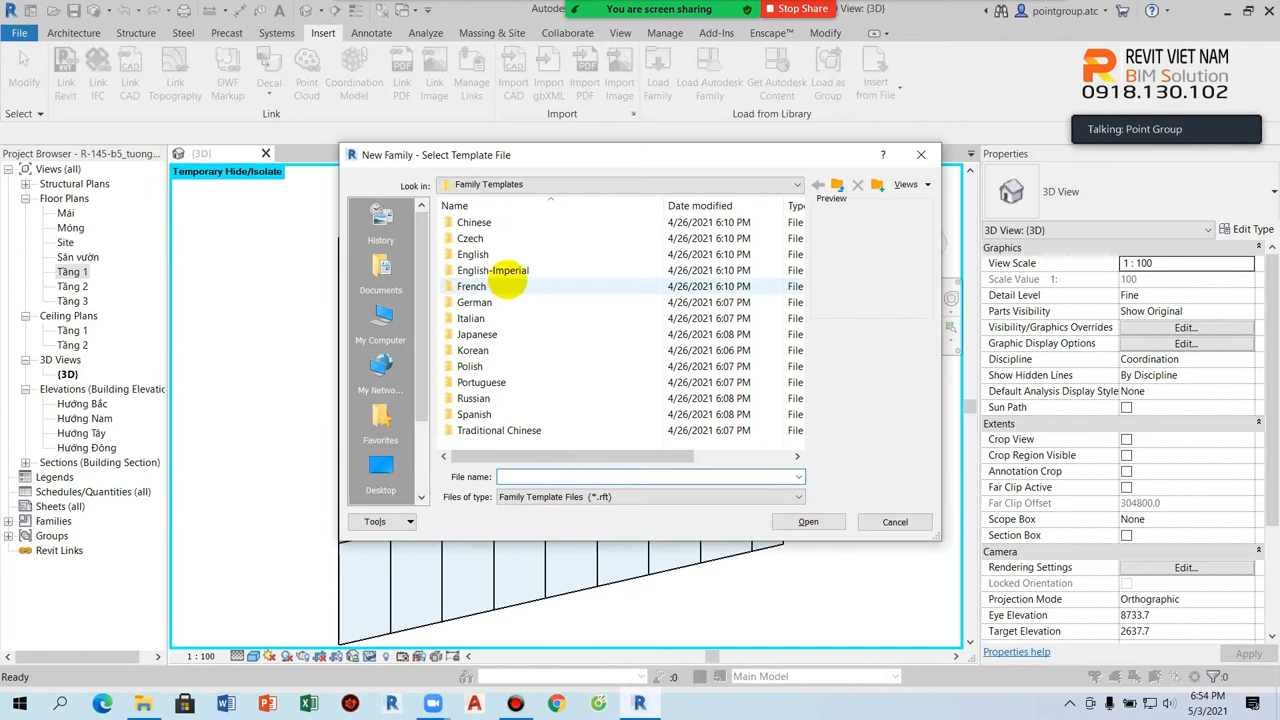 Autodes
You are screen sharing
Stop Share
View: {3D}
pointgroup.atc
File
Architecture
Structure
Steel
Precast
Systems
Insert
Annotate
Analyze
Massing & Site
Collaborate
View
Manage
Add-Ins
Enscape™
Modify
Modify
Link
Revit
Link
IFC
Link
CAD
Link
Topography
DWF
Markup
Decal
Point
Cloud
Coordination
Model
Link
PDF
Link
Image
Manage
Links
Import
CAD
Import
gbXML
Import
PDF
Import
Image
Load
Family
Load Autodesk
Family
Get Autodesk
Content
Load as
Group
Insert
from File
Select
Link
Import
Load from Library
REVIT VIET NAM
BIM Solution
0918.130.102
Talking: Point Group
Project Browser - R-145-b5_tuong...
Views (all)
Structural Plans
Floor Plans
Mái
Móng
Site
Sân vườn
Tầng 1
Tầng 2
Tầng 3
Ceiling Plans
Tầng 1
Tầng 2
3D Views
{3D}
Elevations (Building Elevatio
Hướng Bắc
Hướng Nam
Hướng Tây
Hướng Đông
Sections (Building Section)
Legends
Schedules/Quantities (all)
Sheets (all)
Families
Groups
Revit Links
{3D}
Temporary Hide/Isolate
New Family - Select Template File
?
Look in:
Family Templates
Views
Preview
Name
Date modified
Type
Chinese 4/26/2021 6:10 PM File
Czech 4/26/2021 6:10 PM File
English 4/26/2021 6:10 PM File
English-Imperial 4/26/2021 6:10 PM File
French 4/26/2021 6:10 PM File
German 4/26/2021 6:07 PM File
Italian 4/26/2021 6:07 PM File
Japanese 4/26/2021 6:08 PM File
Korean 4/26/2021 6:06 PM File
Polish 4/26/2021 6:07 PM File
Portuguese 4/26/2021 6:07 PM File
Russian 4/26/2021 6:08 PM File
Spanish 4/26/2021 6:08 PM File
Traditional Chinese 4/26/2021 6:07 PM File
History
Documents
My Computer
My Netwo...
Favorites
Desktop
File name:
Files of type:
Family Template Files (*.rft)
Tools
Open
Cancel
Properties
3D View
3D View: {3D}
Edit Type
Graphics
View Scale 1 : 100
Scale Value 1: 100
Detail Level Fine
Parts Visibility Show Original
Visibility/Graphics Overrides Edit...
Graphic Display Options Edit...
Discipline Coordination
Show Hidden Lines By Discipline
Default Analysis Display Style None
Sun Path
Extents
Crop View
Crop Region Visible
Annotation Crop
Far Clip Active
Far Clip Offset 304800.0
Scope Box None
Section Box
Camera
Rendering Settings Edit...
Locked Orientation
Projection Mode Orthographic
Eye Elevation 8733.7
Target Elevation 2637.7
Properties help
Apply
1 : 100
Ready
:0
Main Model
:0
6:54 PM
5/3/2021